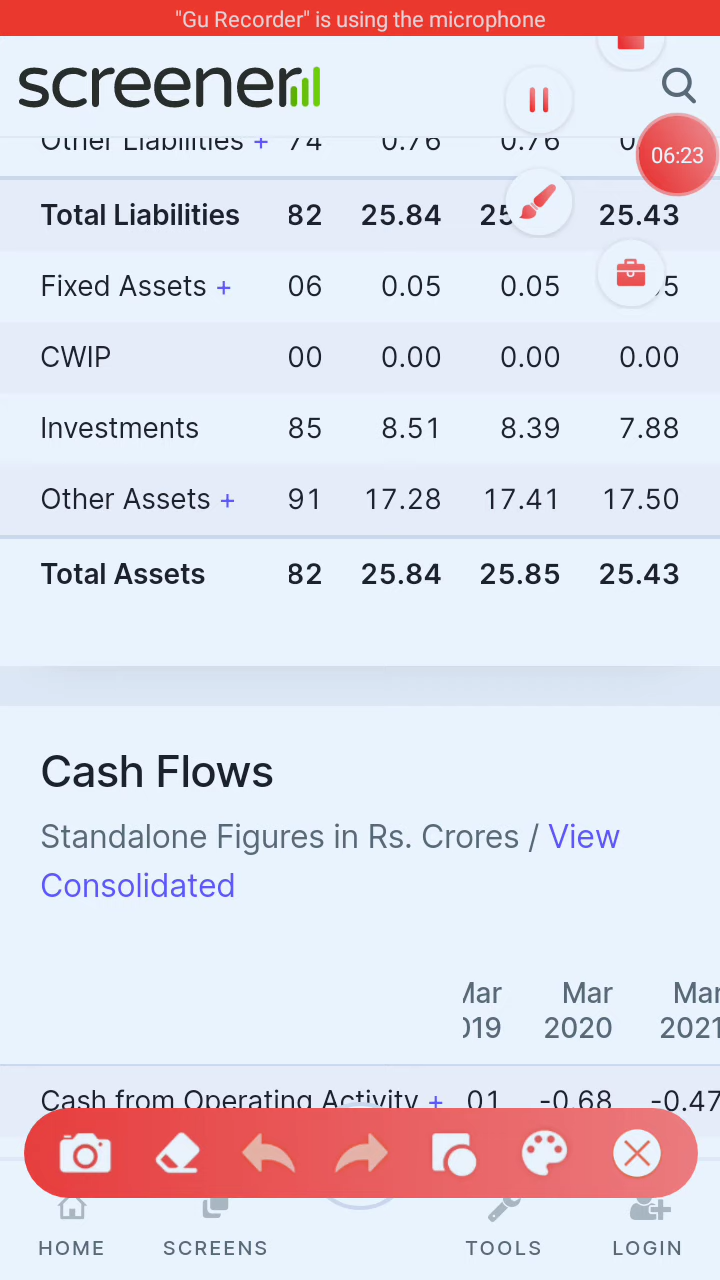 "Gu Recorder" is using the microphone
screener
06:23
Other Liabilities + 74 0.76 0.76
Total Liabilities 82 25.84 25.43
Fixed Assets + 06 0.05 0.05
CWIP 00 0.00 0.00 0.00
Investments 85 8.51 8.39 7.88
Other Assets + 91 17.28 17.41 17.50
Total Assets 82 25.84 25.85 25.43
Cash Flows
Standalone Figures in Rs. Crores / View
Consolidated
Mar Mar Mar
019 2020 2021
Cash from Operating Activity + 01 -0.68 -0.47
HOME SCREENS TOOLS LOGIN